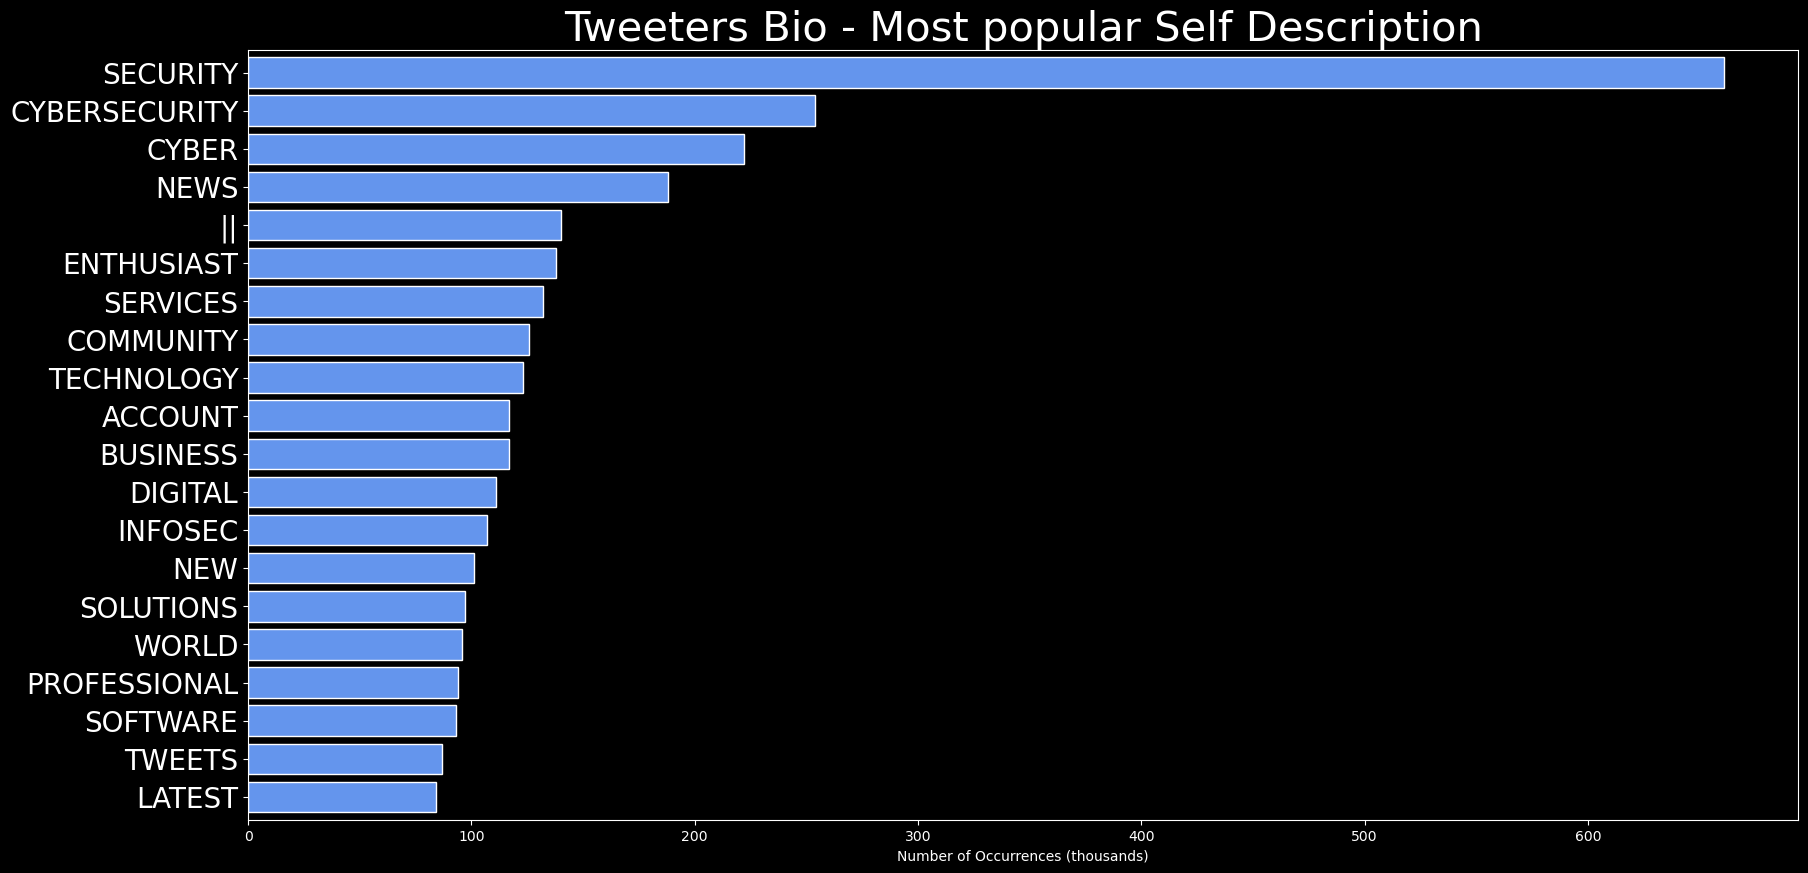 Tweeters Bio - Most popular Self Description
SECURITY
CYBERSECURITY
CYBER
NEWS
||
ENTHUSIAST
SERVICES
COMMUNITY
TECHNOLOGY
ACCOUNT
BUSINESS
DIGITAL
INFOSEC
NEW
SOLUTIONS
WORLD
PROFESSIONAL
SOFTWARE
TWEETS
LATEST
0 100 200 300 400 500 600
Number of Occurrences (thousands)